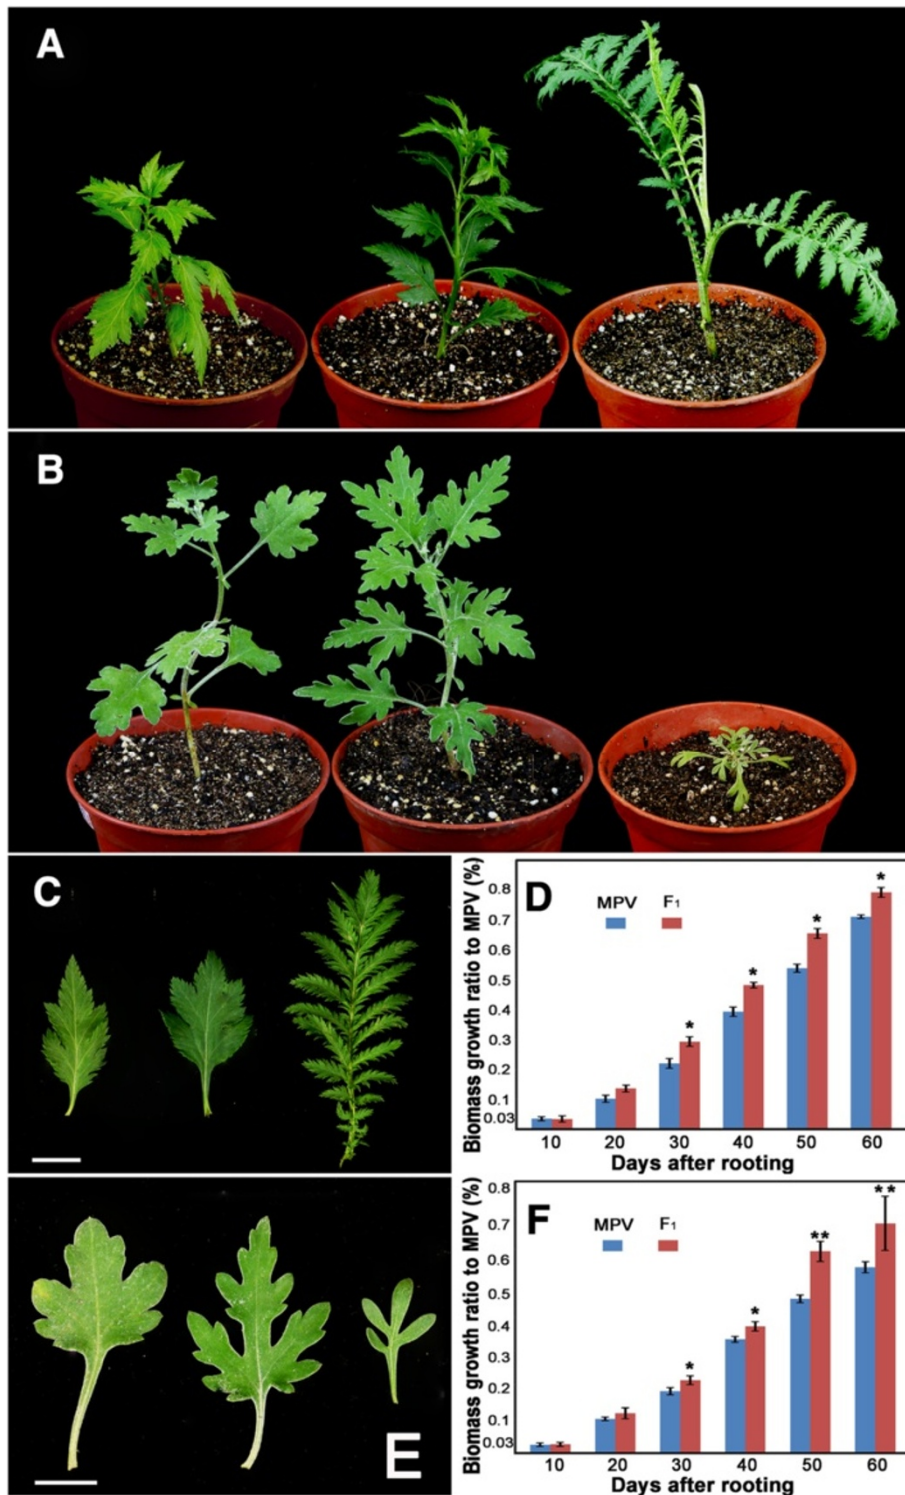 A
B
C
D
MPV F1
Biomass growth ratio to MPV (%)
0.8
0.7
0.6
0.5
0.4
0.3
0.2
0.1
0.03
* * * *
10 20 30 40 50 60
Days after rooting
E
F
MPV F1
Biomass growth ratio to MPV (%)
0.8
0.7
0.6
0.5
0.4
0.3
0.2
0.1
0.03
* * ** **
10 20 30 40 50 60
Days after rooting